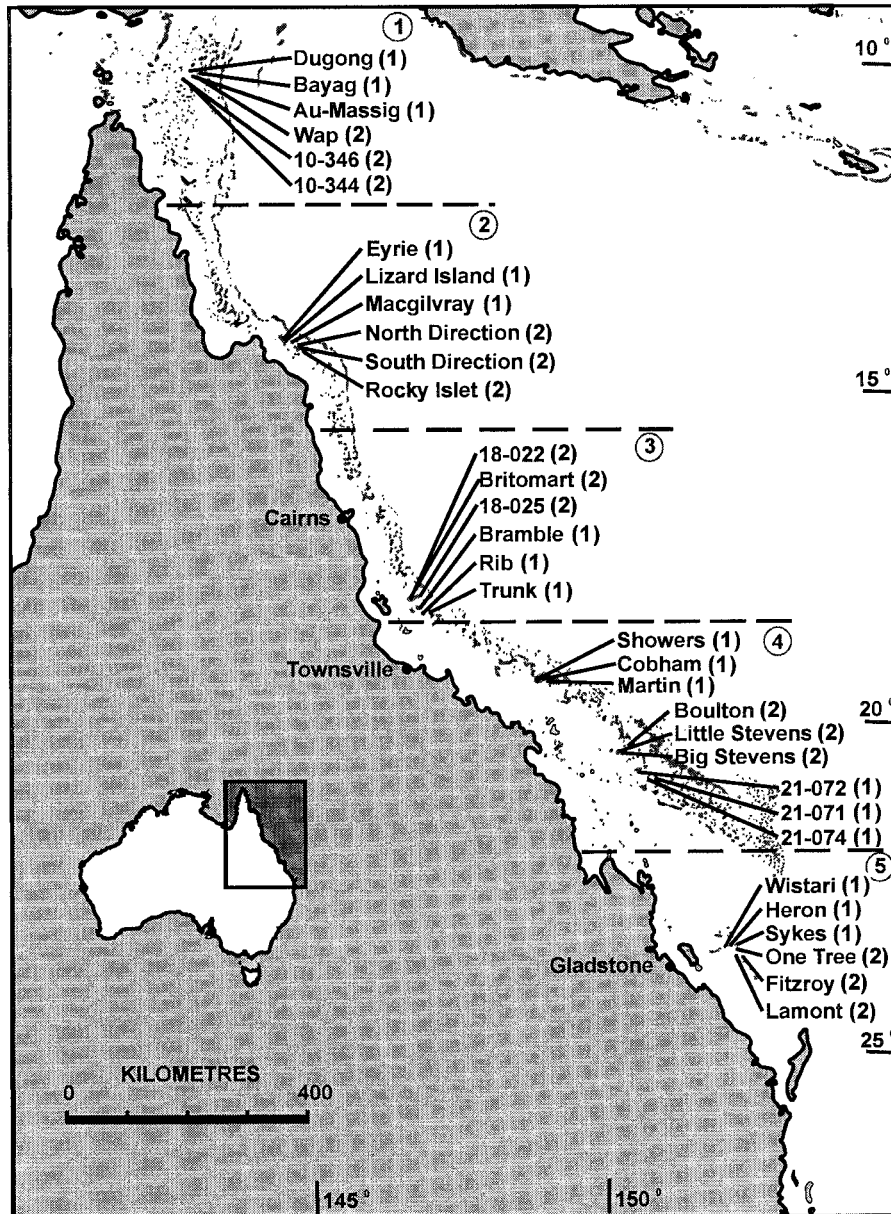 1
10°
Dugong (1)
Bayag (1)
Au-Massig (1)
Wap (2)
10-346 (2)
10-344 (2)
2
Eyrie (1)
Lizard Island (1)
Macgilvray (1)
North Direction (2)
South Direction (2)
Rocky Islet (2)
15°
3
18-022 (2)
Britomart (2)
18-025 (2)
Cairns
Bramble (1)
Rib (1)
Trunk (1)
4
Showers (1)
Cobham (1)
Townsville
Martin (1)
Boulton (2)
20°
Little Stevens (2)
Big Stevens (2)
21-072 (1)
21-071 (1)
21-074 (1)
5
Wistari (1)
Heron (1)
Sykes (1)
One Tree (2)
Gladstone
Fitzroy (2)
Lamont (2)
25°
KILOMETRES
0 400
145° 150°